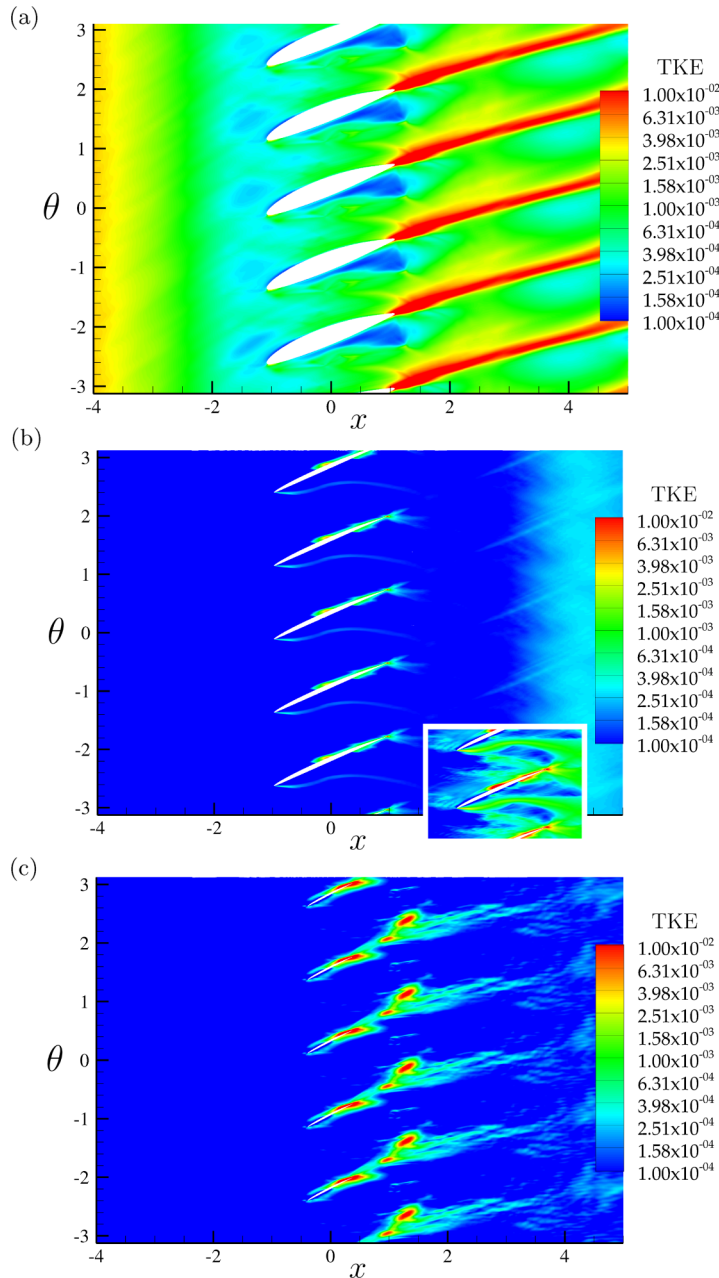 (a)
3
2
1
θ
0
-1
-2
-3
-4
-2
0
2
4
x
TKE
1.00x10-02
6.31x10-03
3.98x10-03
2.51x10-03
1.58x10-03
1.00x10-03
6.31x10-04
3.98x10-04
2.51x10-04
1.58x10-04
1.00x10-04
(b)
3
2
1
θ
0
-1
-2
-3
-4
-2
0
2
4
x
TKE
1.00x10-02
6.31x10-03
3.98x10-03
2.51x10-03
1.58x10-03
1.00x10-03
6.31x10-04
3.98x10-04
2.51x10-04
1.58x10-04
1.00x10-04
(c)
3
2
1
θ
0
-1
-2
-3
-4
-2
0
2
4
x
TKE
1.00x10-02
6.31x10-03
3.98x10-03
2.51x10-03
1.58x10-03
1.00x10-03
6.31x10-04
3.98x10-04
2.51x10-04
1.58x10-04
1.00x10-04